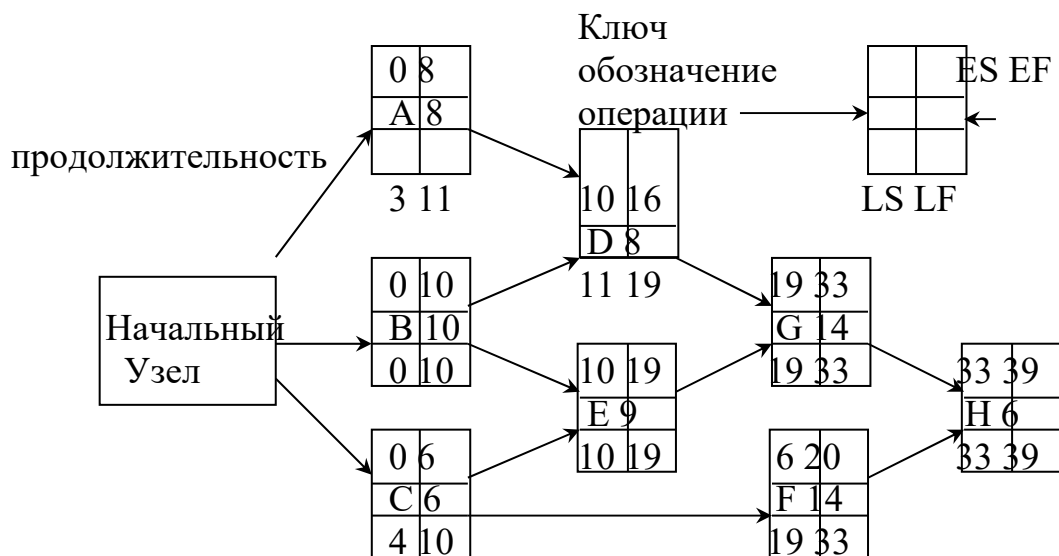 Ключ
обозначение
операции
ES EF
LS LF
продолжительность
0 8
A 8
3 11
10 16
D 8
11 19
Начальный
Узел
0 10
B 10
0 10
19 33
G 14
19 33
10 19
E 9
10 19
33 39
H 6
33 39
0 6
C 6
4 10
6 20
F 14
19 33